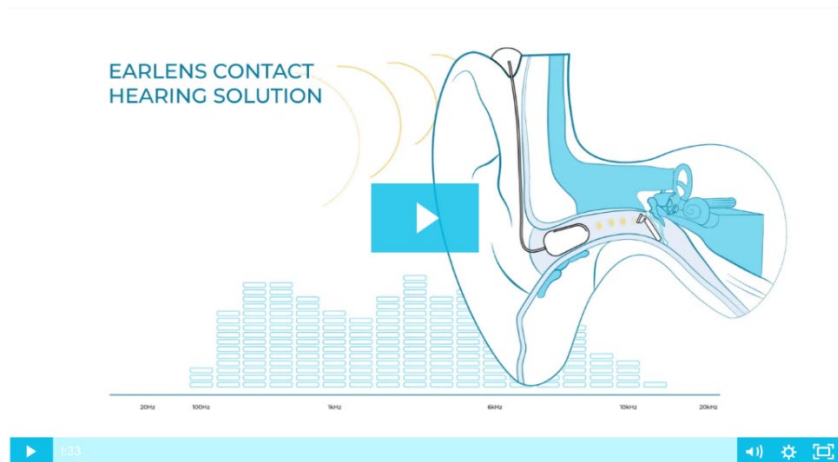 EARLENS CONTACT
HEARING SOLUTION
20Hz 100Hz 1kHz 6kHz 10kHz 20kHz
1:33